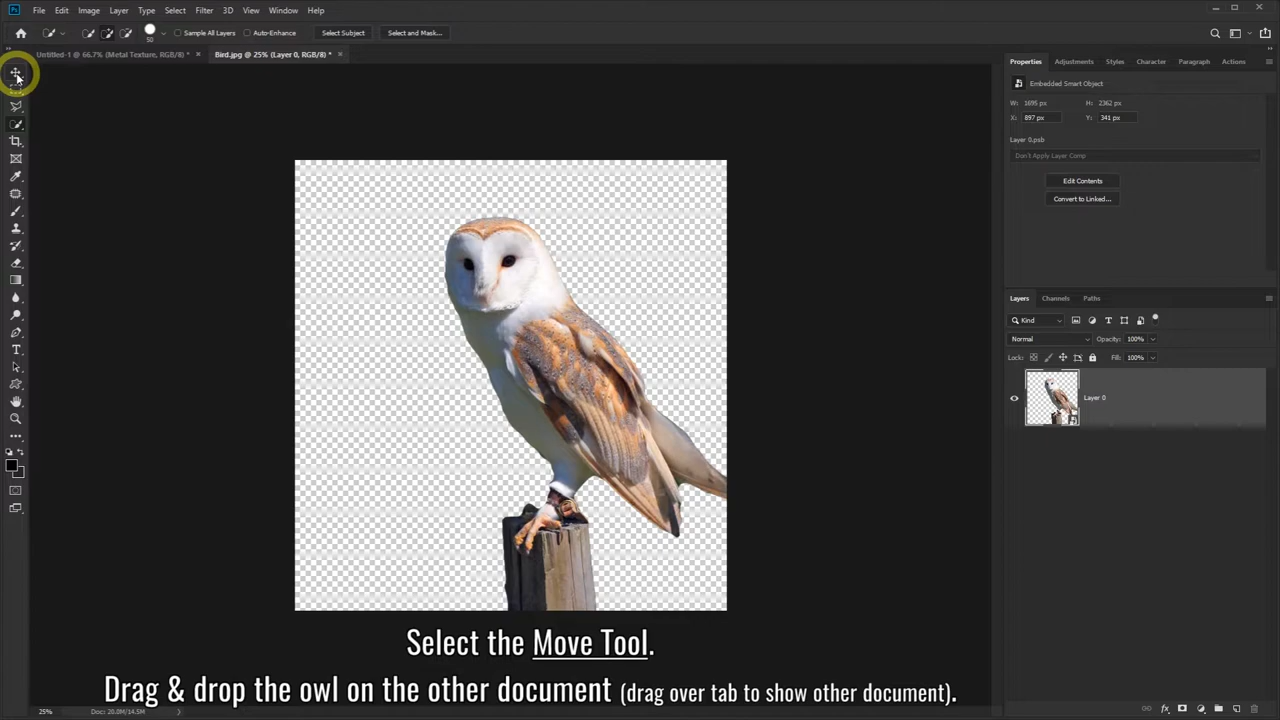 Ps File Edit Image Layer Type Select Filter 3D View Window Help
50 Sample All Layers Auto-Enhance Select Subject Select and Mask...
Untitled-1 @ 66.7% (Metal Texture, RGB/8) * × Bird.jpg @ 25% (Layer 0, RGB/8) * ×
Properties Adjustments Styles Character Paragraph Actions
Embedded Smart Object
W: 1695 px H: 2362 px
X: 897 px Y: 341 px
Layer 0.psb
Don't Apply Layer Comp
Edit Contents
Convert to Linked...
Layers Channels Paths
Kind
Normal Opacity: 100%
Lock: Fill: 100%
Layer 0
Select the Move Tool.
Drag & drop the owl on the other document (drag over tab to show other document).
25% Doc: 20.0M/14.5M